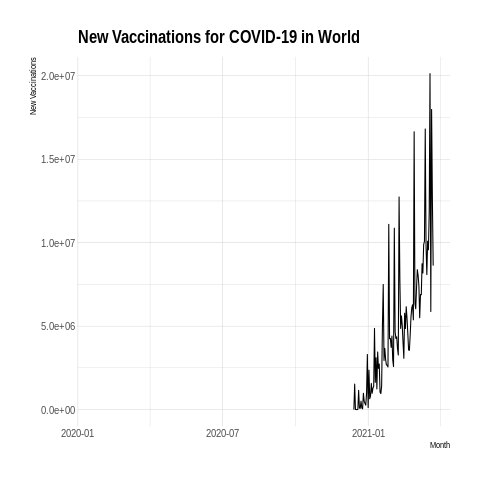 New Vaccinations for COVID-19 in World
New Vaccinations
2.0e+07
1.5e+07
1.0e+07
5.0e+06
0.0e+00
2020-01
2020-07
2021-01
Month